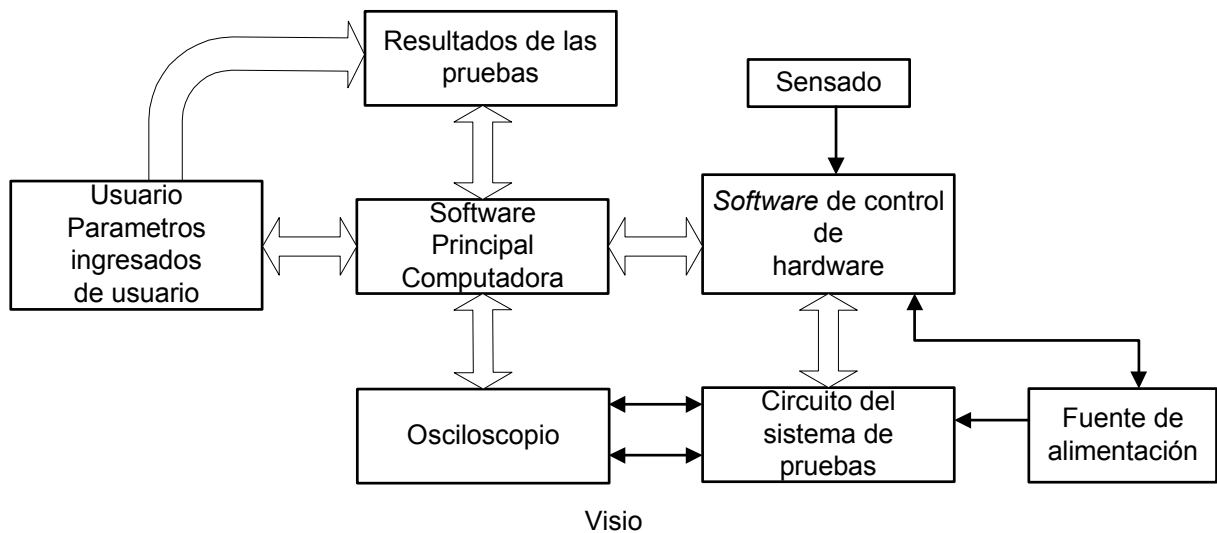 Resultados de las
pruebas
Sensado
Usuario
Parametros
ingresados
de usuario
Software
Principal
Computadora
Software de control
de
hardware
Osciloscopio
Circuito del
sistema de
pruebas
Fuente de
alimentación
Visio